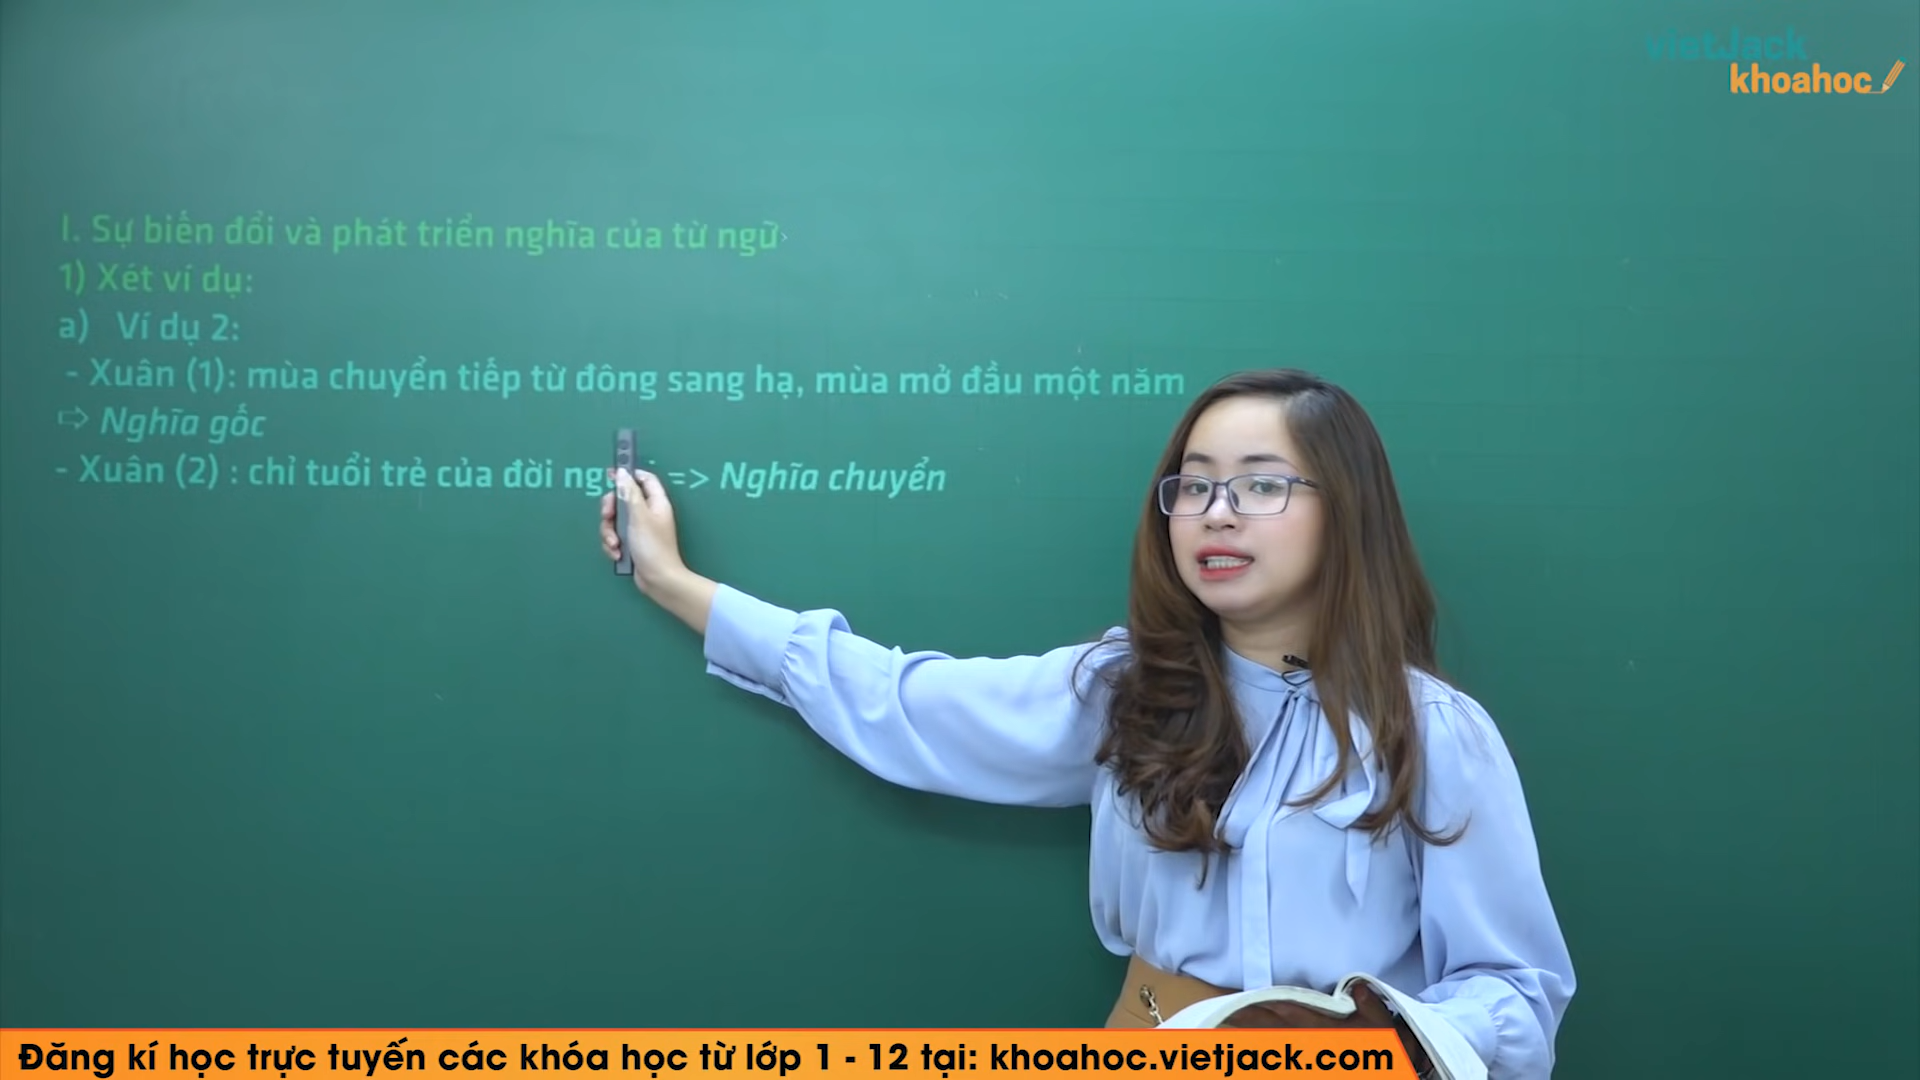 vietJack
khoahoc
I. Sự biến đổi và phát triển nghĩa của từ ngữ
1) Xét ví dụ:
a) Ví dụ 2:
- Xuân (1): mùa chuyển tiếp từ đông sang hạ, mùa mở đầu một năm
⇨ Nghĩa gốc
- Xuân (2) : chỉ tuổi trẻ của đời => Nghĩa chuyển
Đăng kí học trực tuyến các khóa học từ lớp 1 - 12 tại: khoahoc.vietjack.com